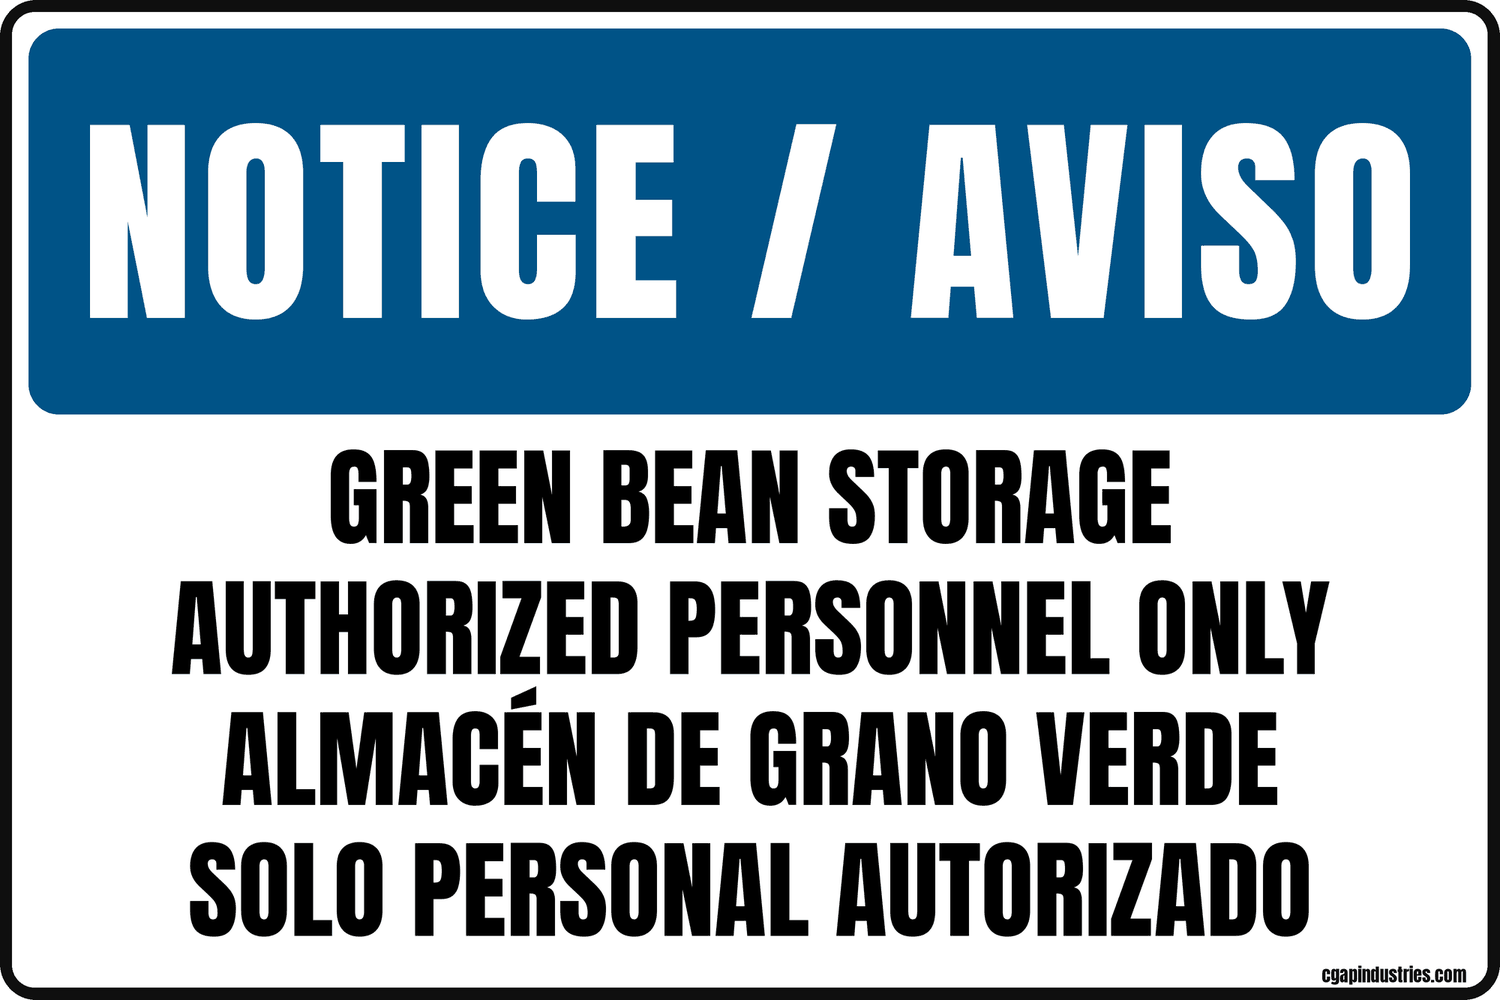 NOTICE / AVISO
GREEN BEAN STORAGE
AUTHORIZED PERSONNEL ONLY
ALMACÉN DE GRANO VERDE
SOLO PERSONAL AUTORIZADO
cgapindustries.com